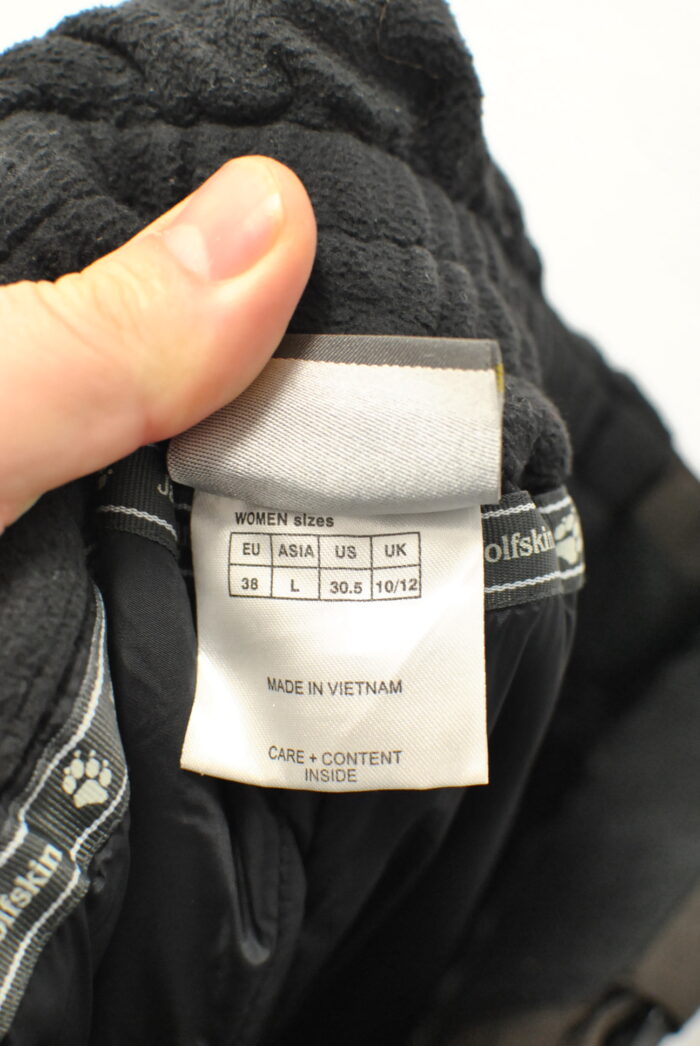 WOMEN sizes
EU ASIA US UK
38 L 30.5 10/12
olfskin
MADE IN VIETNAM
CARE + CONTENT
INSIDE
olfskin